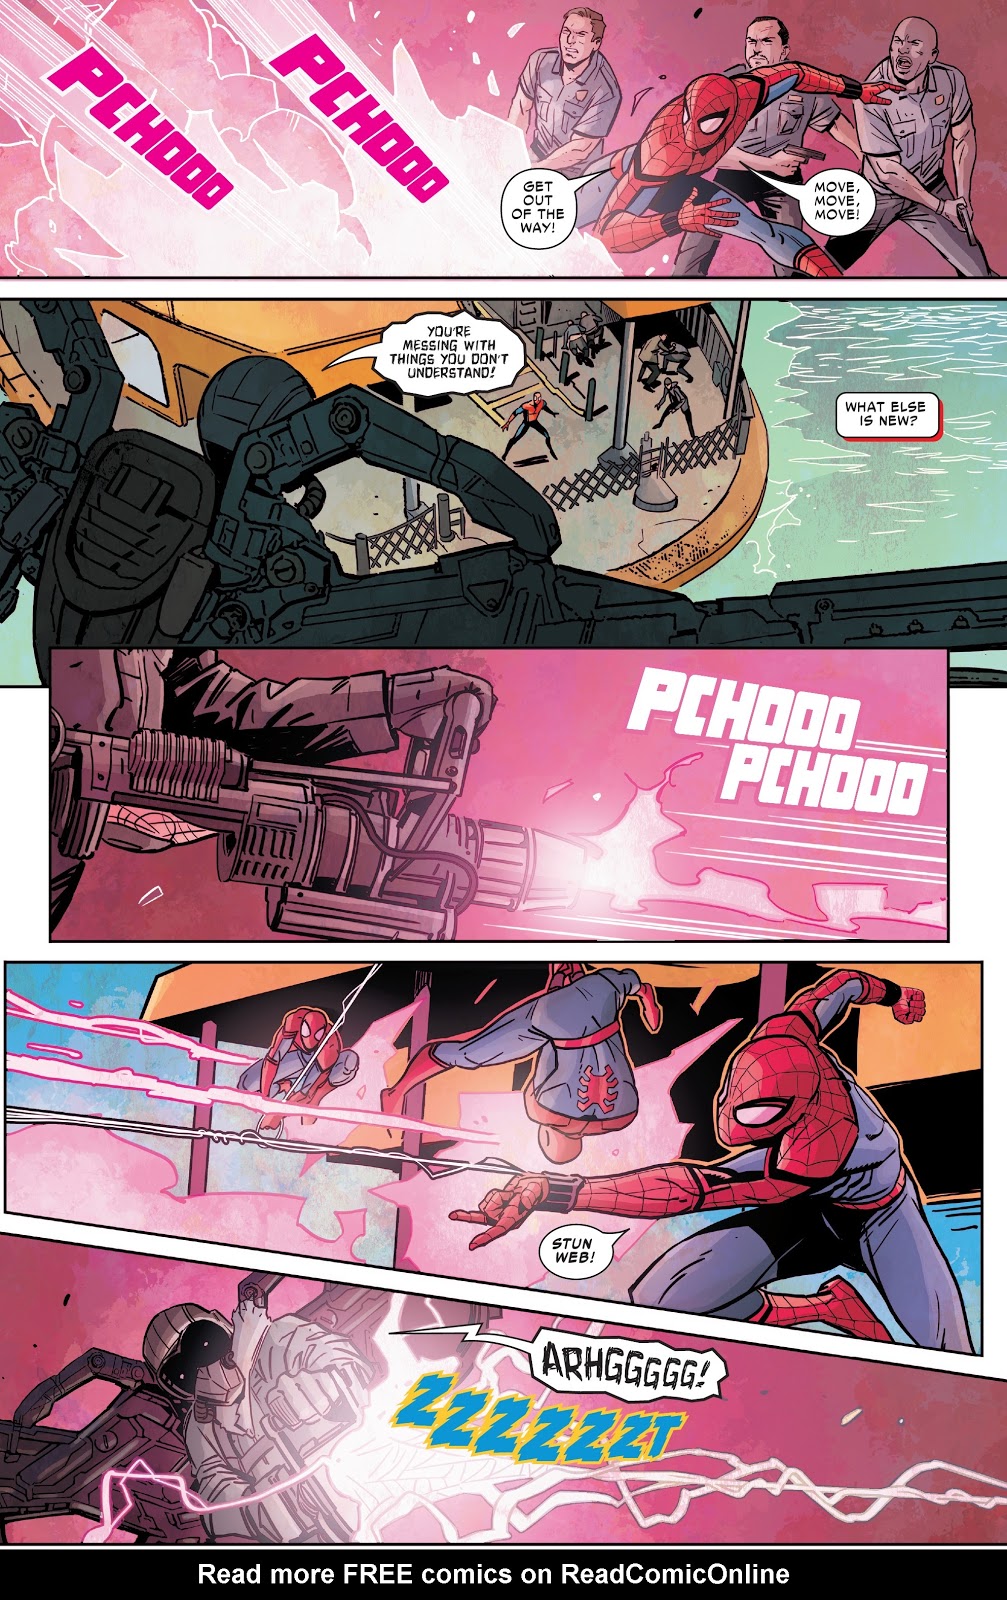 PCHOOO
PCHOOO
GET
OUT
OF THE
WAY!
MOVE,
MOVE,
MOVE!
YOU'RE
MESSING WITH
THINGS YOU DON'T
UNDERSTAND!
WHAT ELSE
IS NEW?
PCHOOO
PCHOOO
STUN
WEB!
ARHGGGGG!
ZZZZZZT
Read more FREE comics on ReadComicOnline